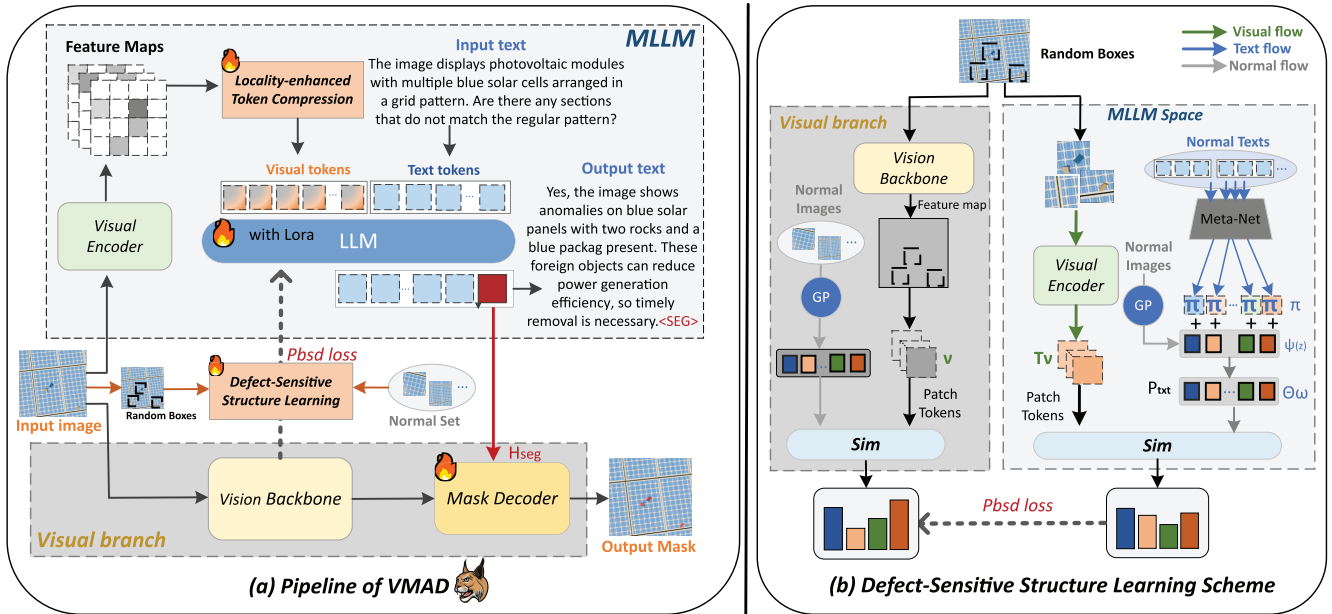 MLLM
Feature Maps
Locality-enhanced
Token Compression
Input text
The image displays photovoltaic modules
with multiple blue solar cells arranged in
a grid pattern. Are there any sections
that do not match the regular pattern?
Visual tokens
Text tokens
...
...
Output text
Yes, the image shows
anomalies on blue solar
panels with two rocks and a
blue packag present. These
foreign objects can reduce
power generation
efficiency, so timely
removal is necessary.<SEG>
Visual
Encoder
with Lora
LLM
...
Pbsd loss
Input image
Random Boxes
Defect-Sensitive
Structure Learning
...
Normal Set
Hseg
Vision Backbone
Mask Decoder
Visual branch
Output Mask
(a) Pipeline of VMAD
Random Boxes
Visual flow
Text flow
Normal flow
Visual branch
Vision
Backbone
Normal
Images
...
Feature map
GP
...
ν
Patch
Tokens
Sim
MLLM Space
Normal Texts
...
Meta-Net
Visual
Encoder
Normal
Images
GP
π π ... π π π
+ + + +
ψ(z)
Tν
Ptxt
...
Θω
Patch
Tokens
Sim
Pbsd loss
(b) Defect-Sensitive Structure Learning Scheme